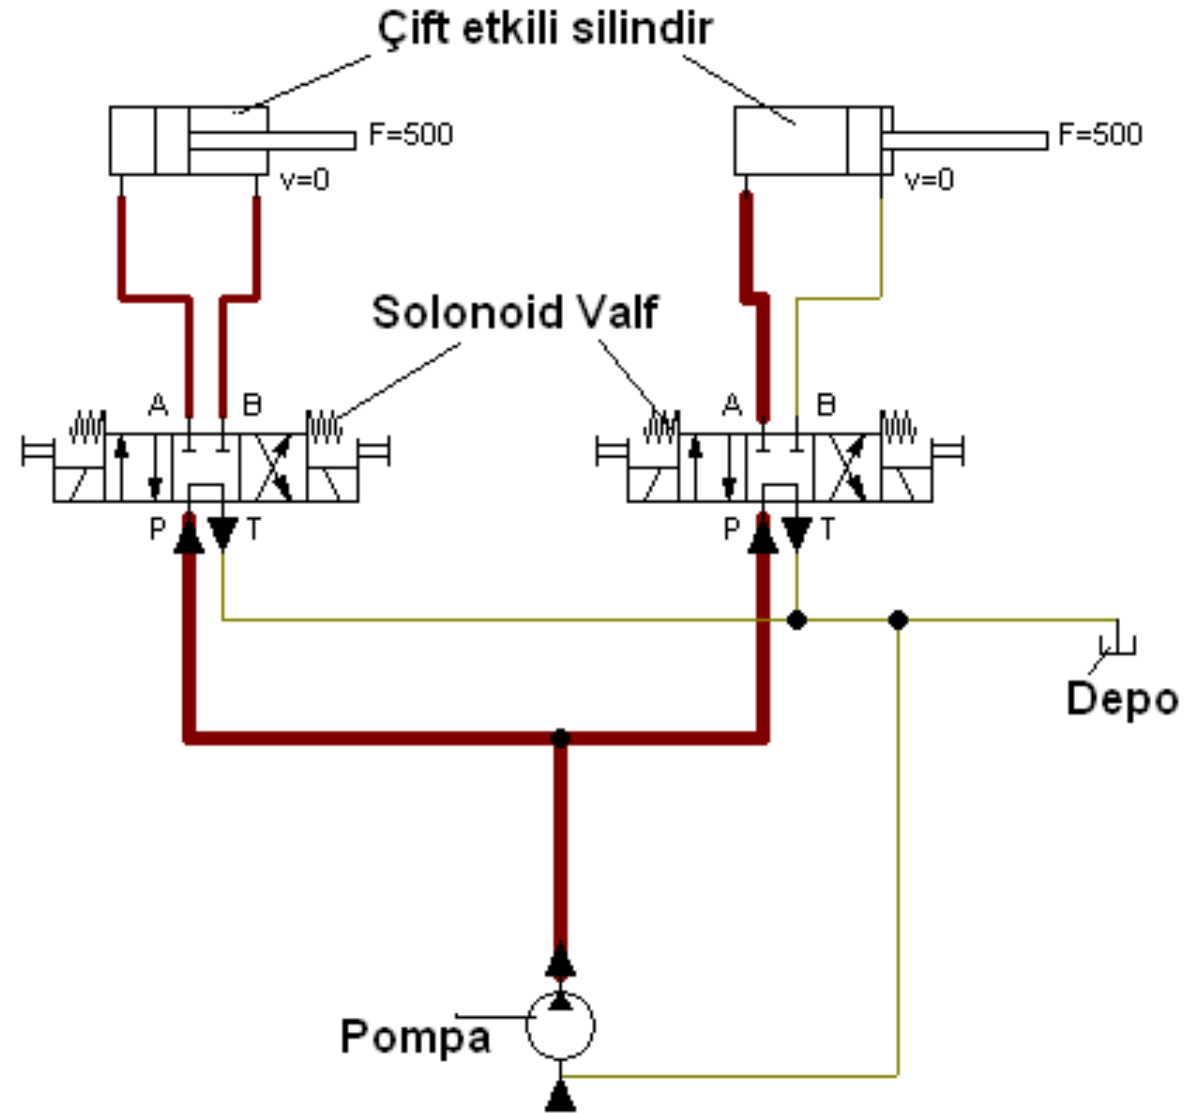 Çift etkili silindir
F=500
F=500
v=0
v=0
Solonoid Valf
A
B
A
B
P
T
P
T
Depo
Pompa